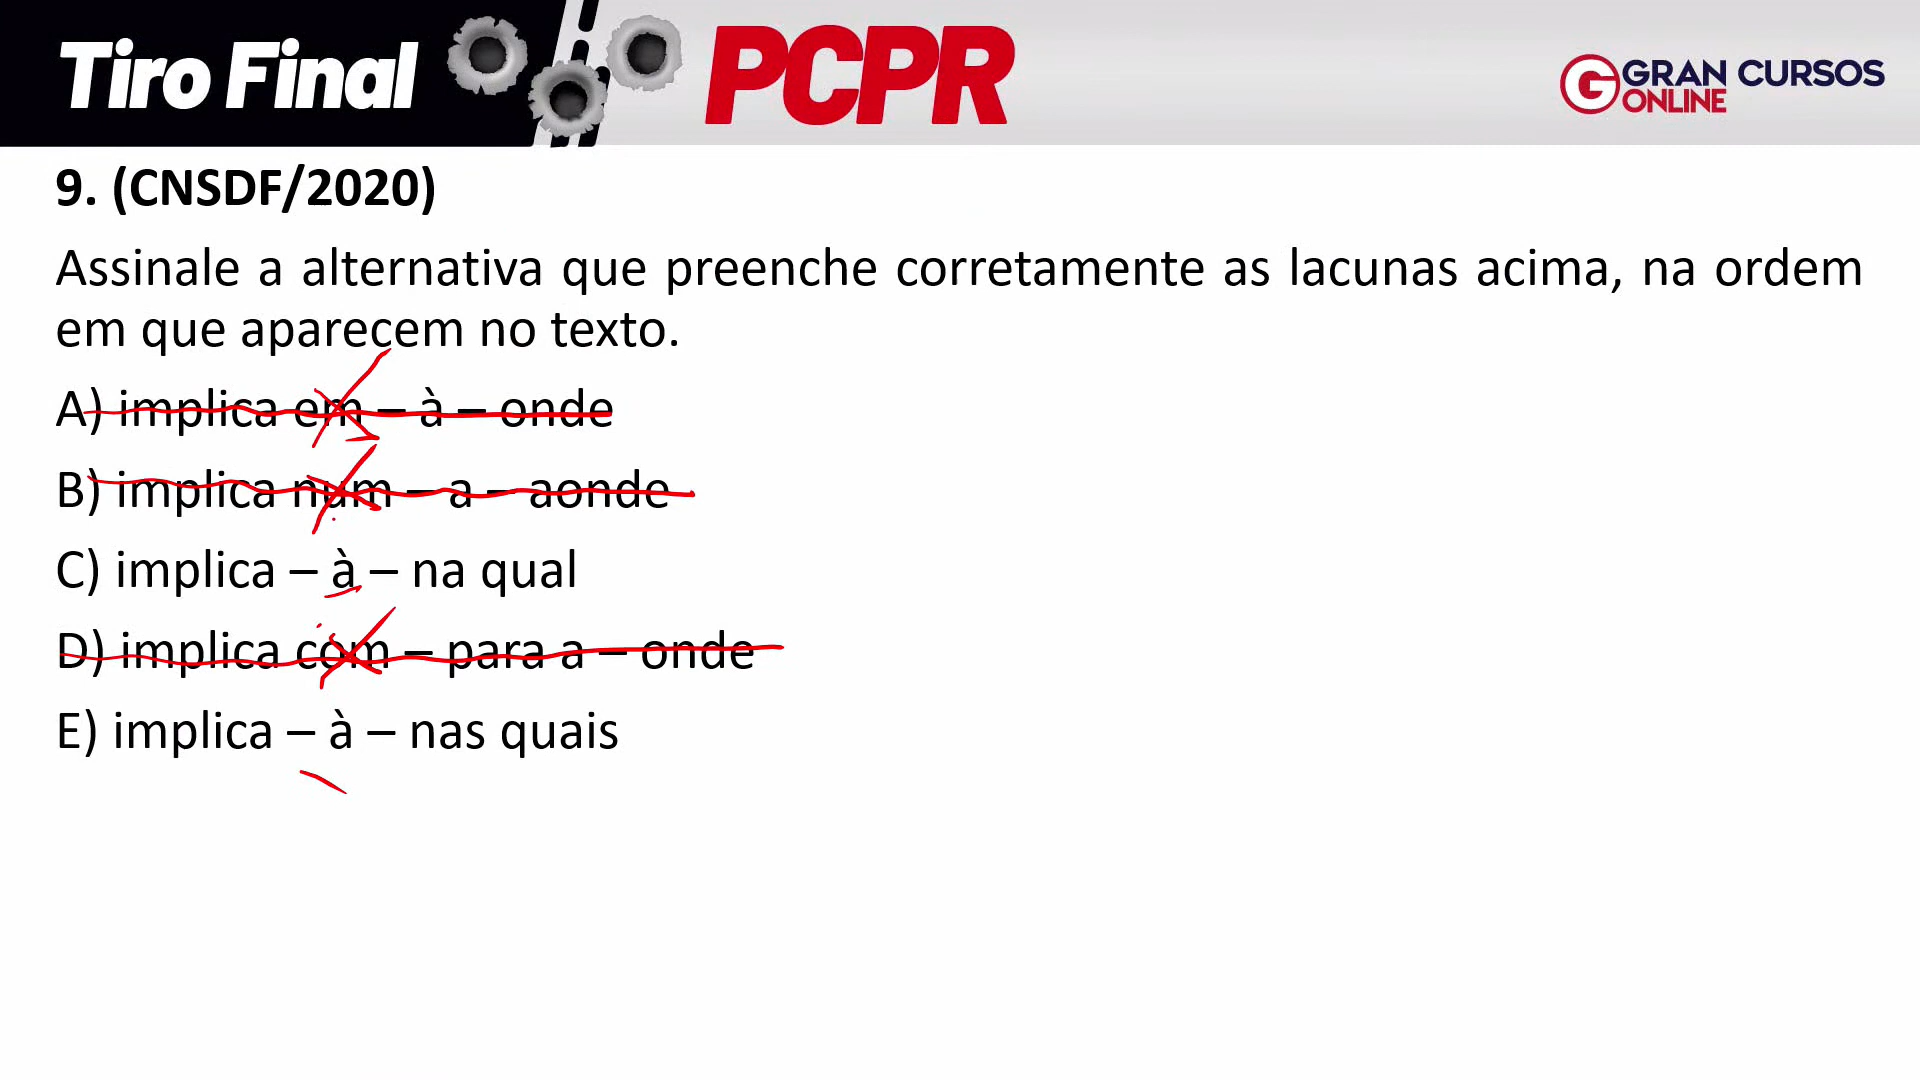 Tiro Final
PCPR
GRAN CURSOS
ONLINE
9. (CNSDF/2020)
Assinale a alternativa que preenche corretamente as lacunas acima, na ordem
em que aparecem no texto.
A) implica em – à – onde
B) implica num – a – aonde
C) implica – à – na qual
D) implica com – para a – onde
E) implica – à – nas quais